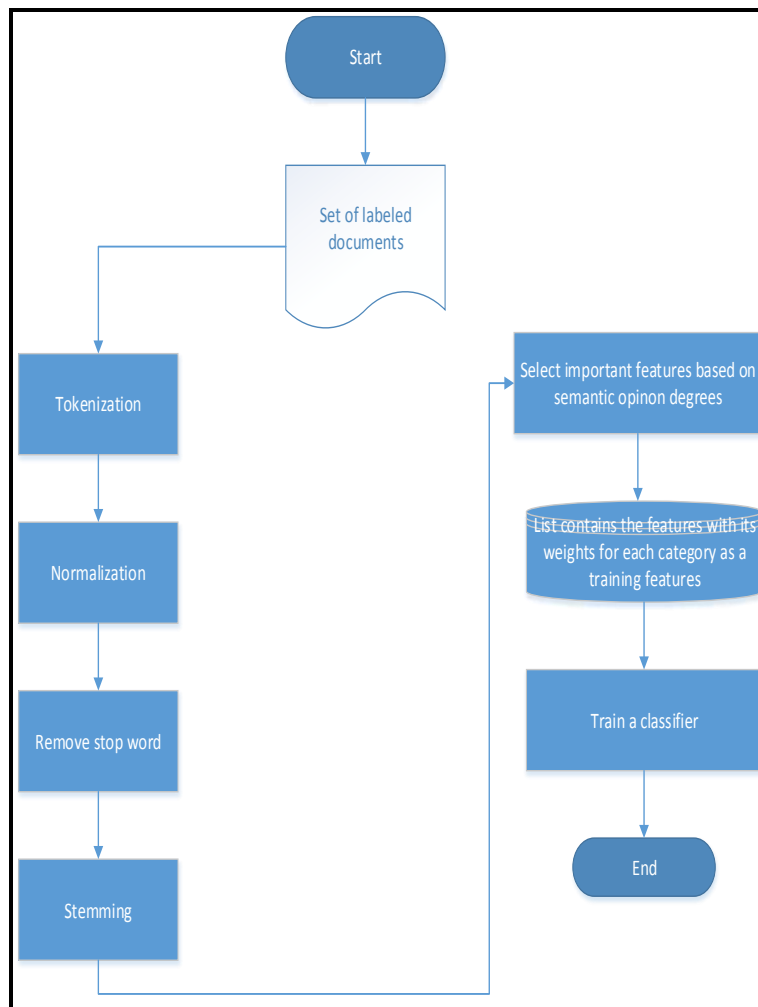 Start
Set of labeled
documents
Tokenization
Normalization
Remove stop word
Stemming
Select important features based on
semantic opinon degrees
List contains the features with its
weights for each category as a
training features
Train a classifier
End